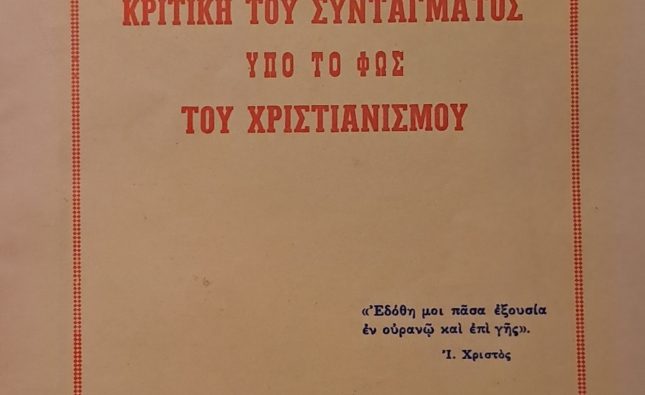 ΚΡΙΤΙΚΗ ΤΟΥ ΣΥΝΤΑΓΜΑΤΟΣ
ΥΠΟ ΤΟ ΦΩΣ
ΤΟΥ ΧΡΙΣΤΙΑΝΙΣΜΟΥ
«Ἐδόθη μοι πᾶσα ἐξουσία
ἐν οὐρανῷ καὶ ἐπὶ γῆς».
Ἰ. Χριστὸς